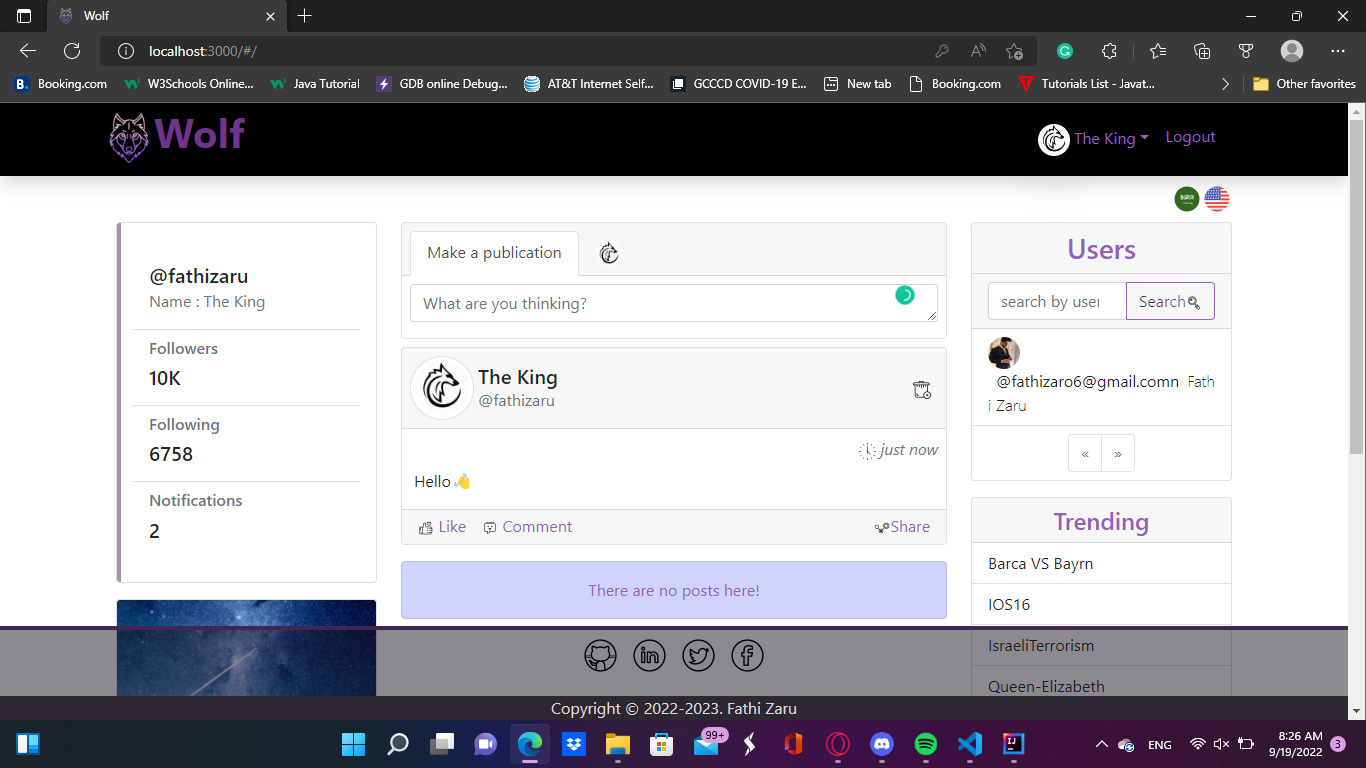 Wolf
localhost:3000/#/
Booking.com
W3Schools Online...
Java Tutorial
GDB online Debug...
AT&T Internet Self...
GCCCD COVID-19 E...
New tab
Booking.com
Tutorials List - Javat...
Other favorites
Wolf
The King
Logout
@fathizaru
Name : The King
Followers
10K
Following
6758
Notifications
2
Make a publication
What are you thinking?
The King
@fathizaru
just now
Hello 👋
Like
Comment
Share
There are no posts here!
Users
search by user
Search
@fathizaro6@gmail.comn Fath
i Zaru
«
»
Trending
Barca VS Bayrn
IOS16
IsraeliTerrorism
Queen-Elizabeth
Copyright © 2022-2023. Fathi Zaru
99+
ENG
8:26 AM
9/19/2022
3